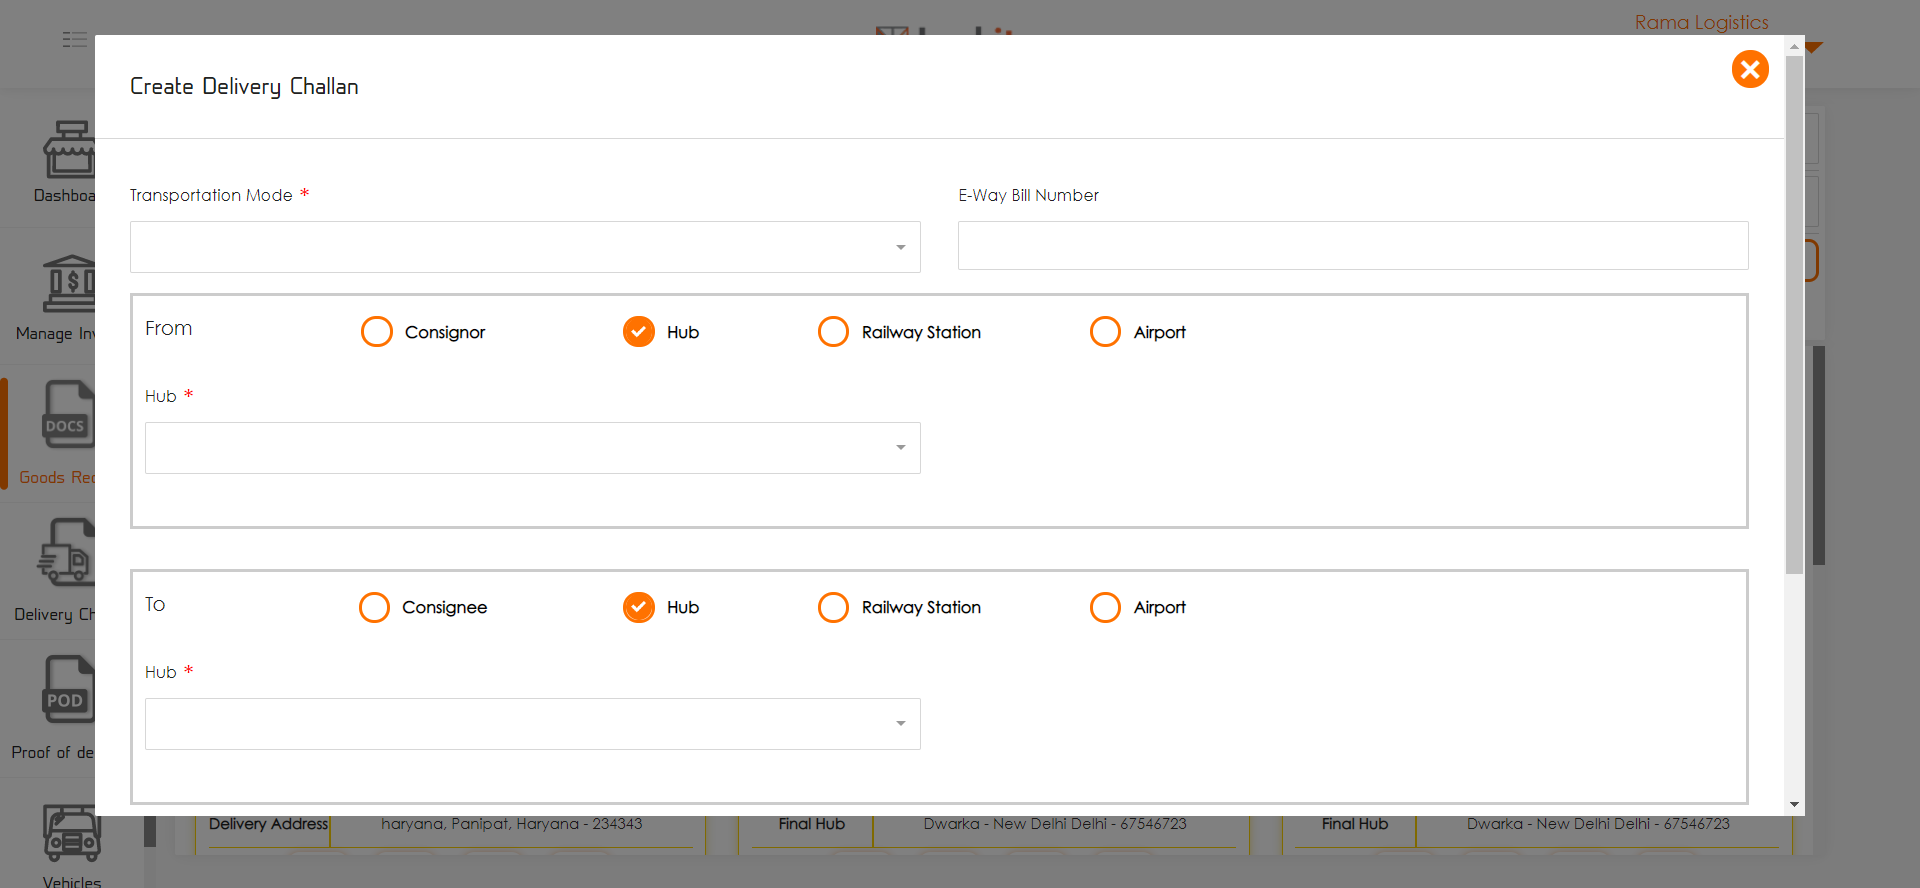 Rama Logistics
Create Delivery Challan
Transportation Mode *
E-Way Bill Number
From
Consignor
Hub
Railway Station
Airport
Hub *
To
Consignee
Hub
Railway Station
Airport
Hub *
Dashboa
Manage Inv
DOCS
Goods Rec
Delivery Ch
POD
Proof of de
Vehicles
Delivery Address haryana, Panipat, Haryana - 234343
Final Hub Dwarka - New Delhi Delhi - 67546723
Final Hub Dwarka - New Delhi Delhi - 67546723